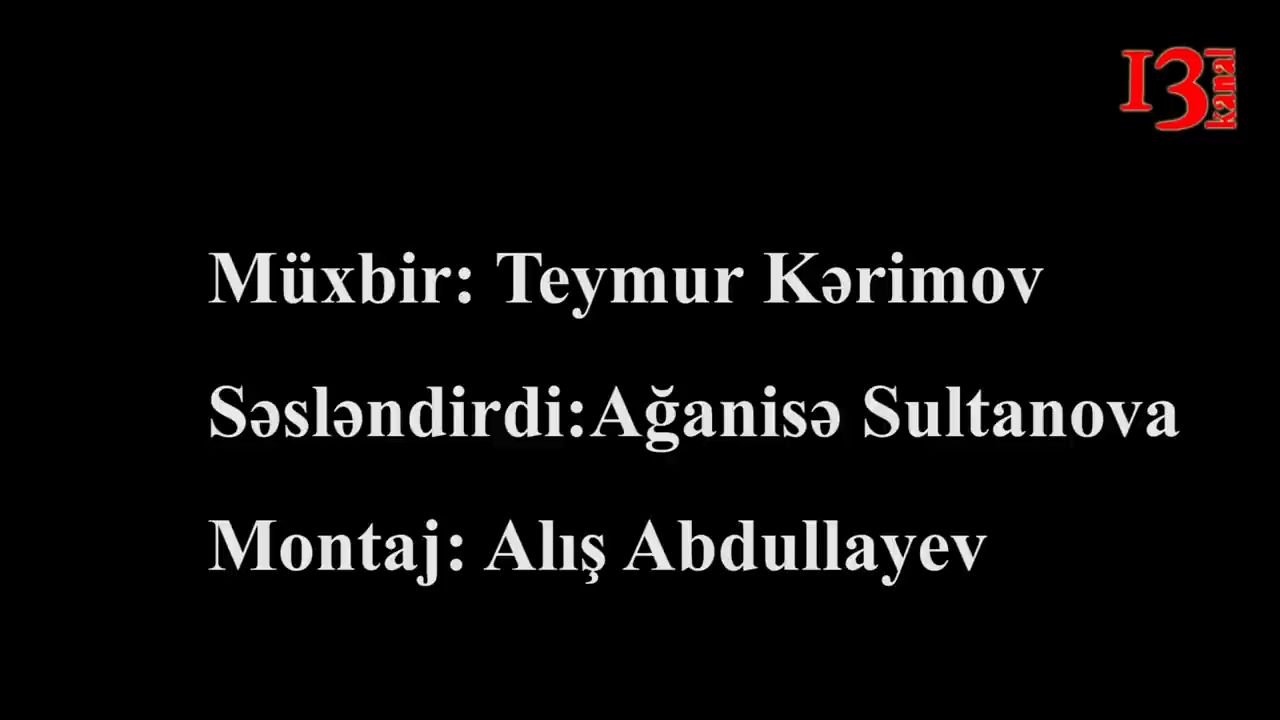 13 kanal
Müxbir: Teymur Kərimov
Səsləndirdi:Ağanisə Sultanova
Montaj: Alış Abdullayev